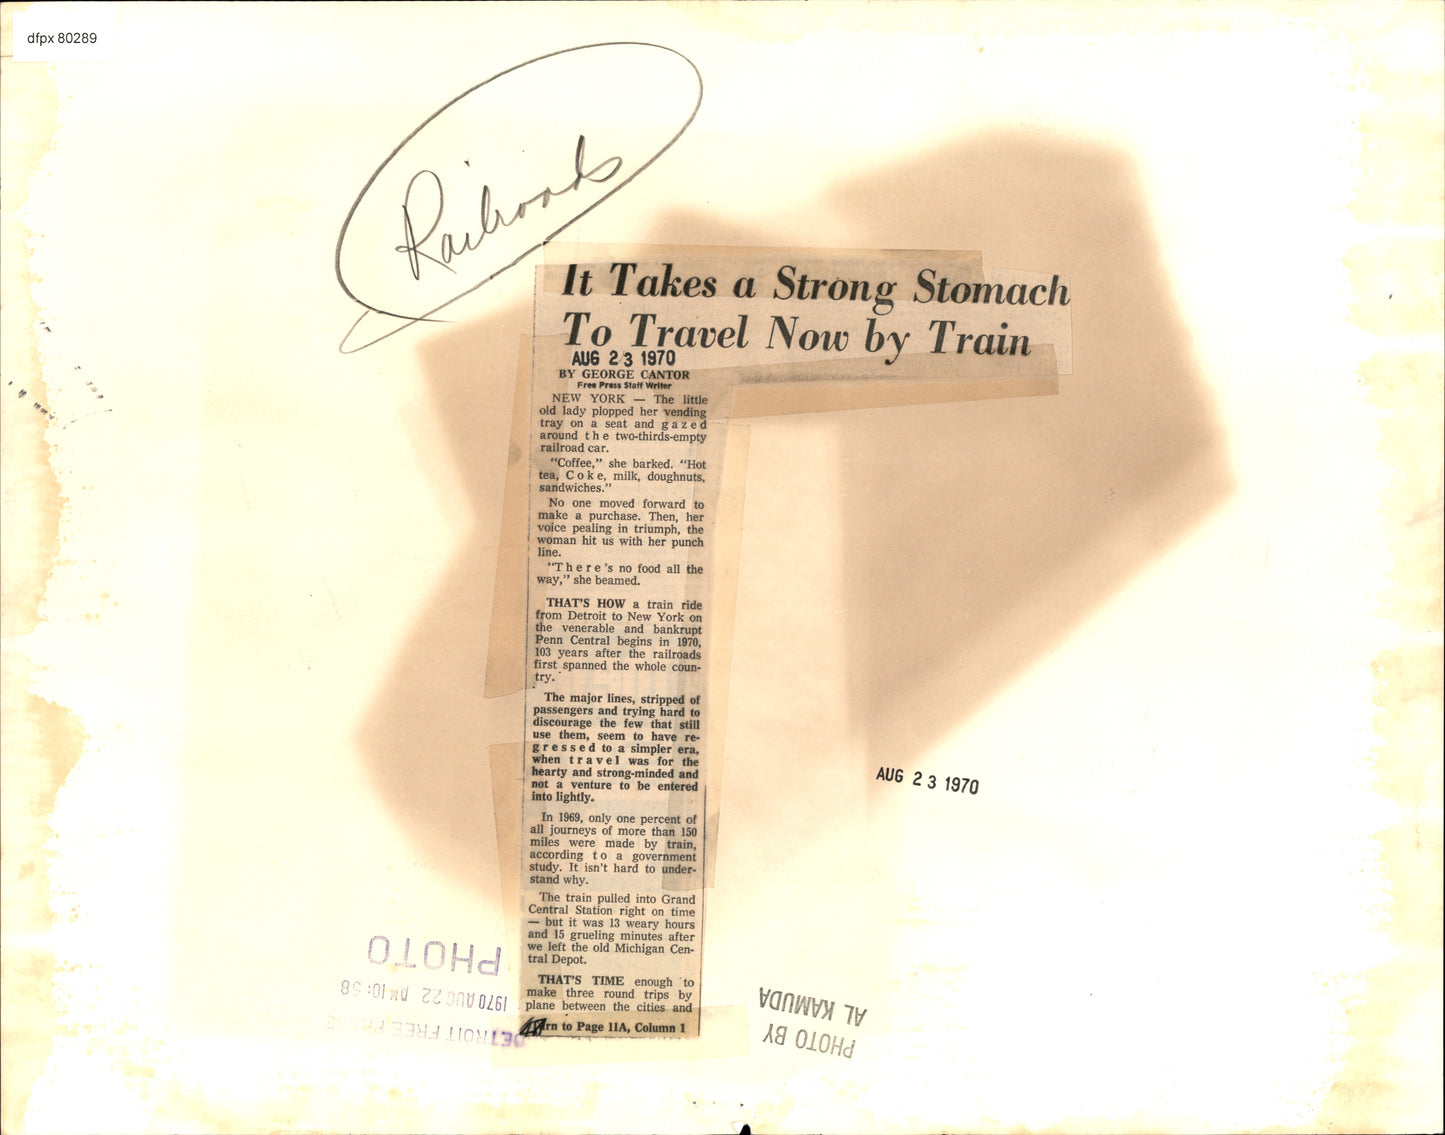 dfpx 80289
Railroads
It Takes a Strong Stomach
To Travel Now by Train
AUG 23 1970
BY GEORGE CANTOR
Free Press Staff Writer
NEW YORK — The little
old lady plopped her vending
tray on a seat and gazed
around the two-thirds-empty
railroad car.
"Coffee," she barked. "Hot
tea, Coke, milk, doughnuts,
sandwiches."
No one moved forward to
make a purchase. Then, her
voice pealing in triumph, the
woman hit us with her punch
line.
"There's no food all the
way," she beamed.
THAT'S HOW a train ride
from Detroit to New York on
the venerable and bankrupt
Penn Central begins in 1970,
103 years after the railroads
first spanned the whole coun-
try.
The major lines, stripped of
passengers and trying hard to
discourage the few that still
use them, seem to have re-
gressed to a simpler era,
when travel was for the
hearty and strong-minded and
not a venture to be entered
into lightly.
In 1969, only one percent of
all journeys of more than 150
miles were made by train,
according to a government
study. It isn't hard to under-
stand why.
The train pulled into Grand
Central Station right on time
— but it was 13 weary hours
and 15 grueling minutes after
we left the old Michigan Cen-
tral Depot.
THAT'S TIME enough to
make three round trips by
plane between the cities and
Turn to Page 11A, Column 1
AUG 23 1970
PHOTO BY
AL KAMUDA
DETROIT FREE PRESS
1970 AUG 22 AM 10:58
PHOTO